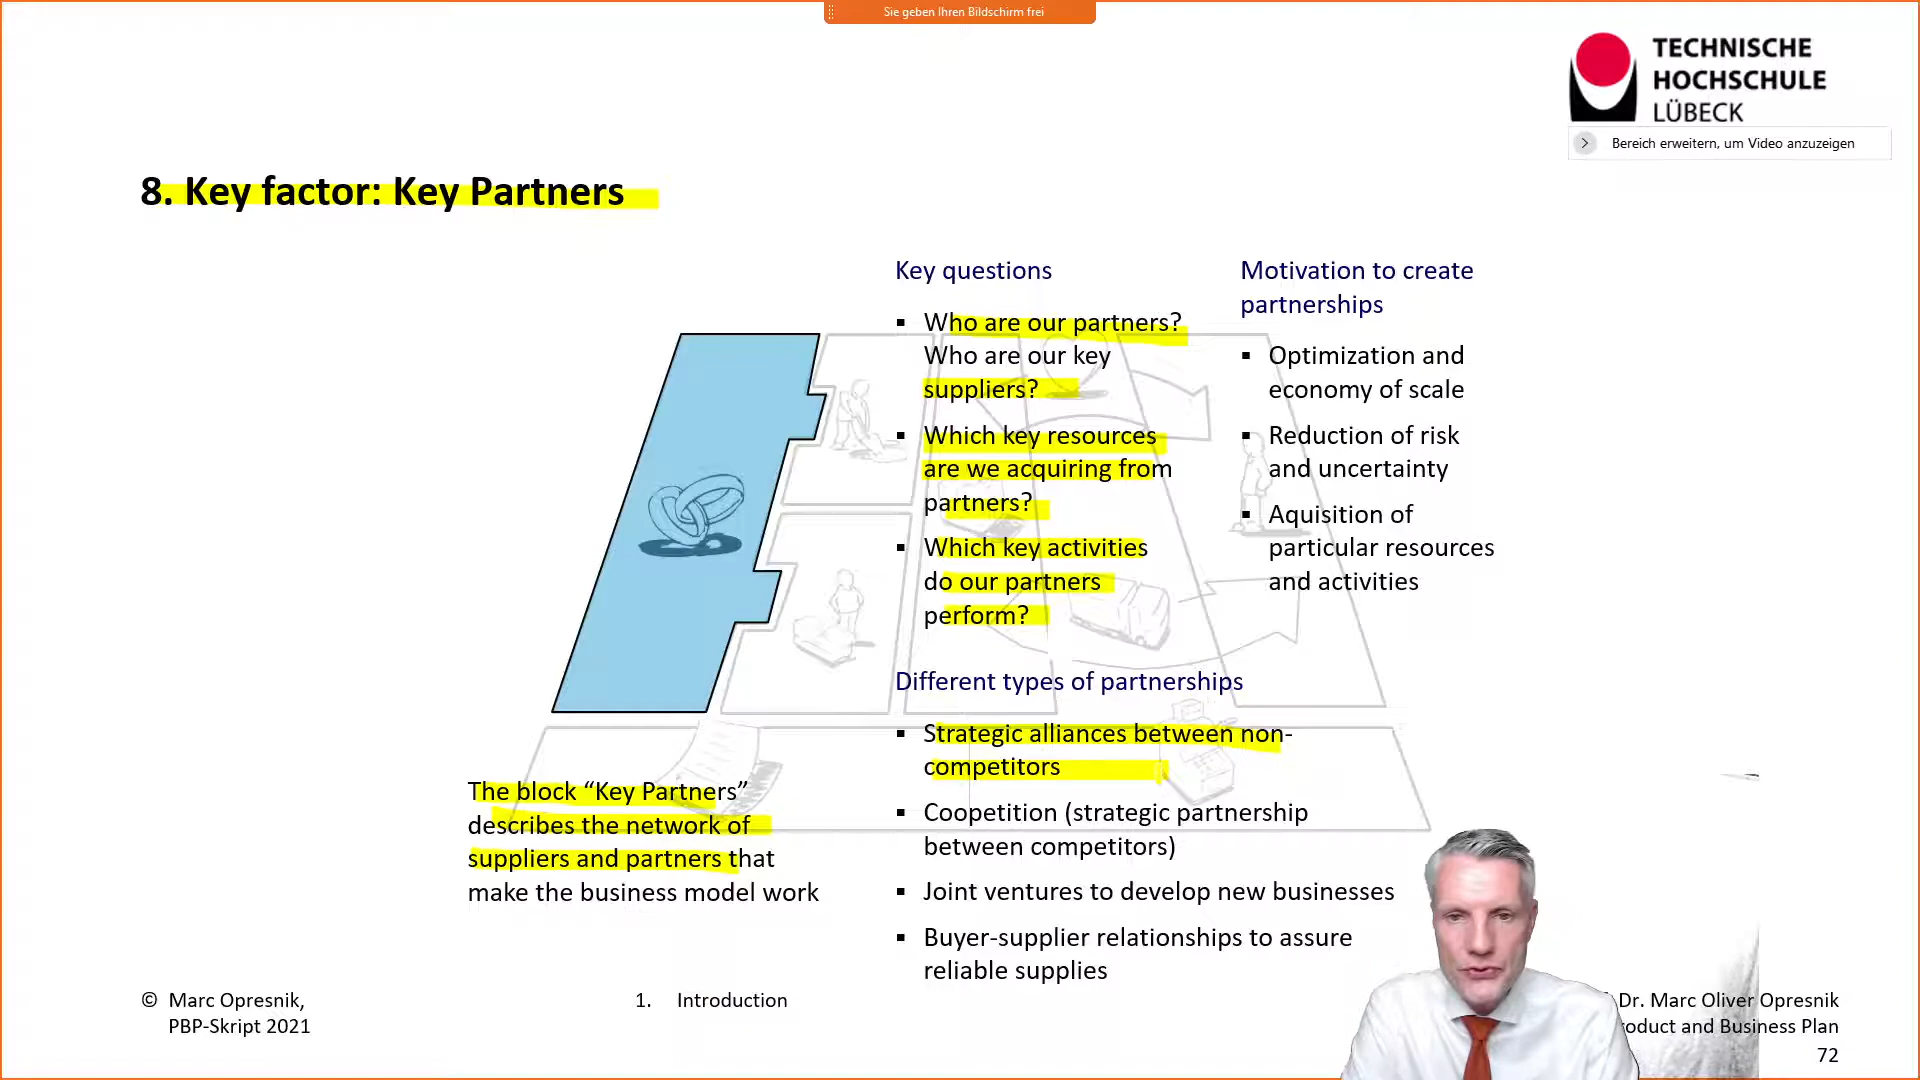 Sie geben Ihren Bildschirm frei
TECHNISCHE
HOCHSCHULE
LÜBECK
Bereich erweitern, um Video anzuzeigen
8. Key factor: Key Partners
Key questions
▪ Who are our partners?
Who are our key
suppliers?
▪ Which key resources
are we acquiring from
partners?
▪ Which key activities
do our partners
perform?
Motivation to create
partnerships
▪ Optimization and
economy of scale
▪ Reduction of risk
and uncertainty
▪ Aquisition of
particular resources
and activities
Different types of partnerships
▪ Strategic alliances between non-
competitors
▪ Coopetition (strategic partnership
between competitors)
▪ Joint ventures to develop new businesses
▪ Buyer-supplier relationships to assure
reliable supplies
The block “Key Partners”
describes the network of
suppliers and partners that
make the business model work
© Marc Opresnik,
PBP-Skript 2021
1. Introduction
Dr. Marc Oliver Opresnik
and Business Plan
72